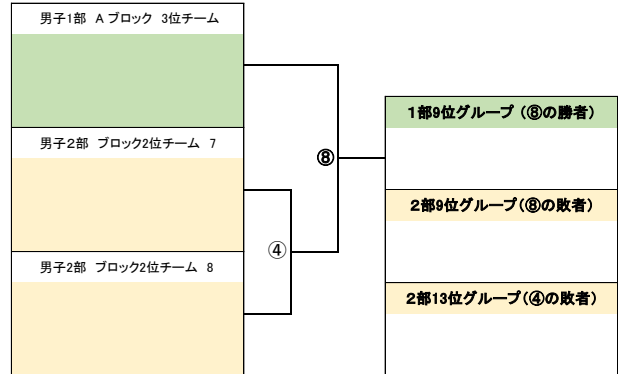 男子1部 A ブロック 3位チーム
男子２部 ブロック2位チーム 7
男子2部 ブロック2位チーム 8
⑧
④
1部9位グループ（⑧の勝者）
２部9位グループ（⑧の敗者）
２部13位グループ（④の敗者）